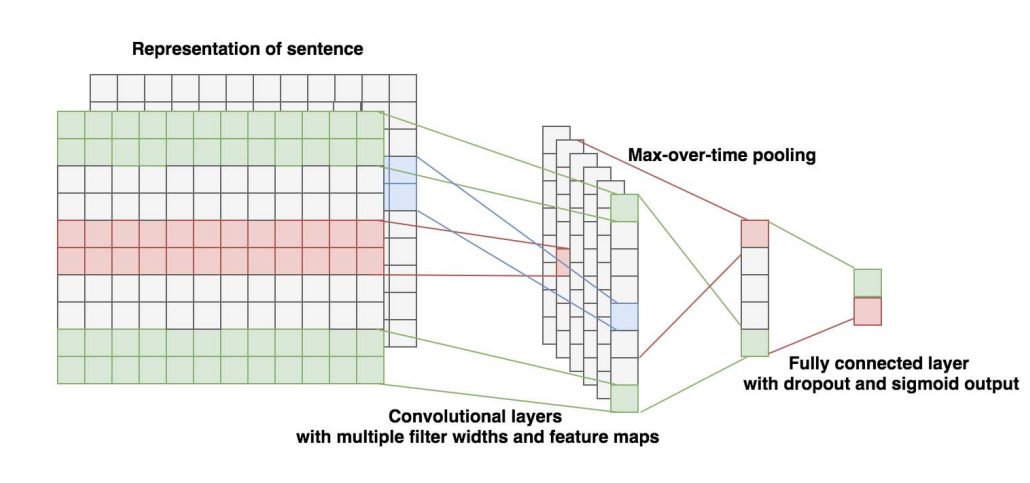 Representation of sentence
Max-over-time pooling
Fully connected layer
with dropout and sigmoid output
Convolutional layers
with multiple filter widths and feature maps